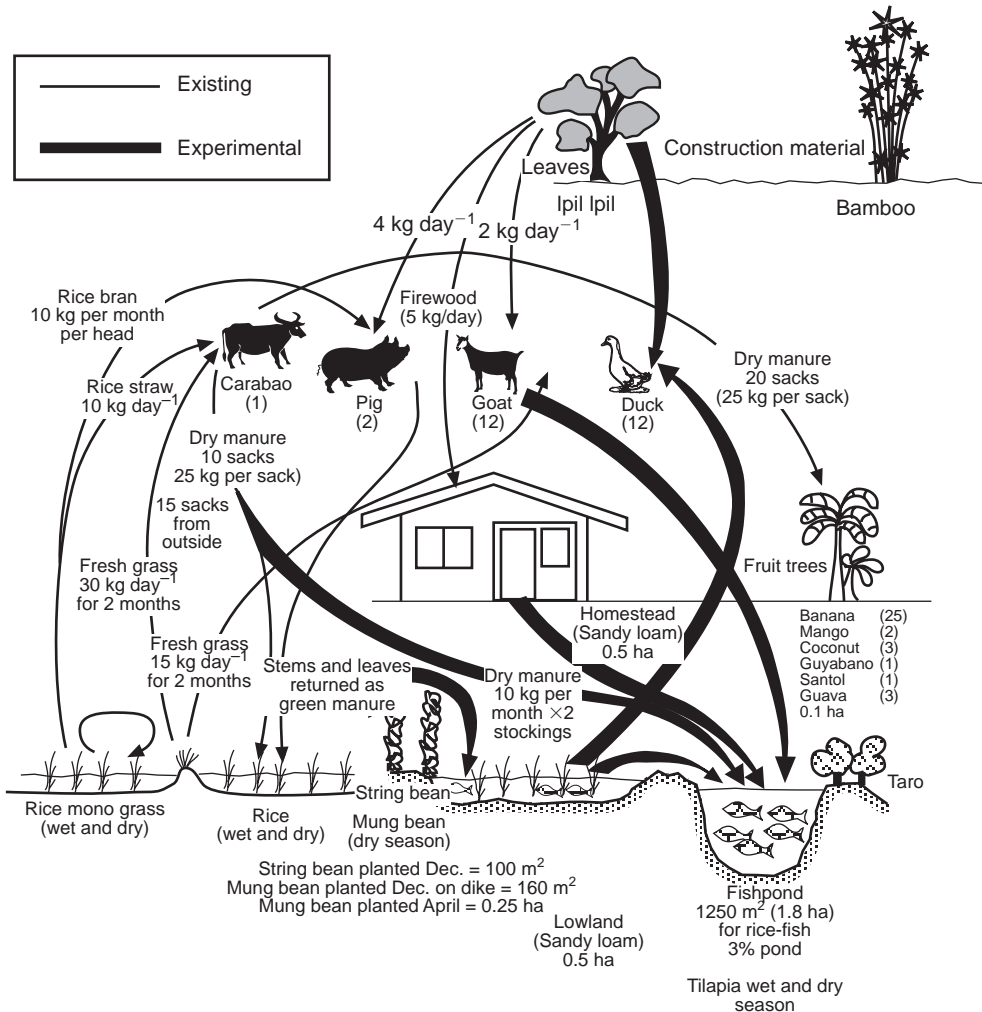 Existing
Experimental
Leaves
Ipil Ipil
Construction material
Bamboo
4 kg day⁻¹
2 kg day⁻¹
Rice bran
10 kg per month
per head
Firewood
(5 kg/day)
Rice straw
10 kg day⁻¹
Carabao
(1)
Pig
(2)
Goat
(12)
Duck
(12)
Dry manure
20 sacks
(25 kg per sack)
Dry manure
10 sacks
25 kg per sack)
15 sacks
from
outside
Fresh grass
30 kg day⁻¹
for 2 months
Fresh grass
15 kg day⁻¹
for 2 months
Stems and leaves
returned as
green manure
Dry manure
10 kg per
month ×2
stockings
Homestead
(Sandy loam)
0.5 ha
Fruit trees
Banana (25)
Mango (2)
Coconut (3)
Guyabano (1)
Santol (1)
Guava (3)
0.1 ha
Taro
Rice mono grass
(wet and dry)
Rice
(wet and dry)
String bean
Mung bean
(dry season)
String bean planted Dec. = 100 m²
Mung bean planted Dec. on dike = 160 m²
Mung bean planted April = 0.25 ha
Lowland
(Sandy loam)
0.5 ha
Fishpond
1250 m² (1.8 ha)
for rice-fish
3% pond
Tilapia wet and dry
season